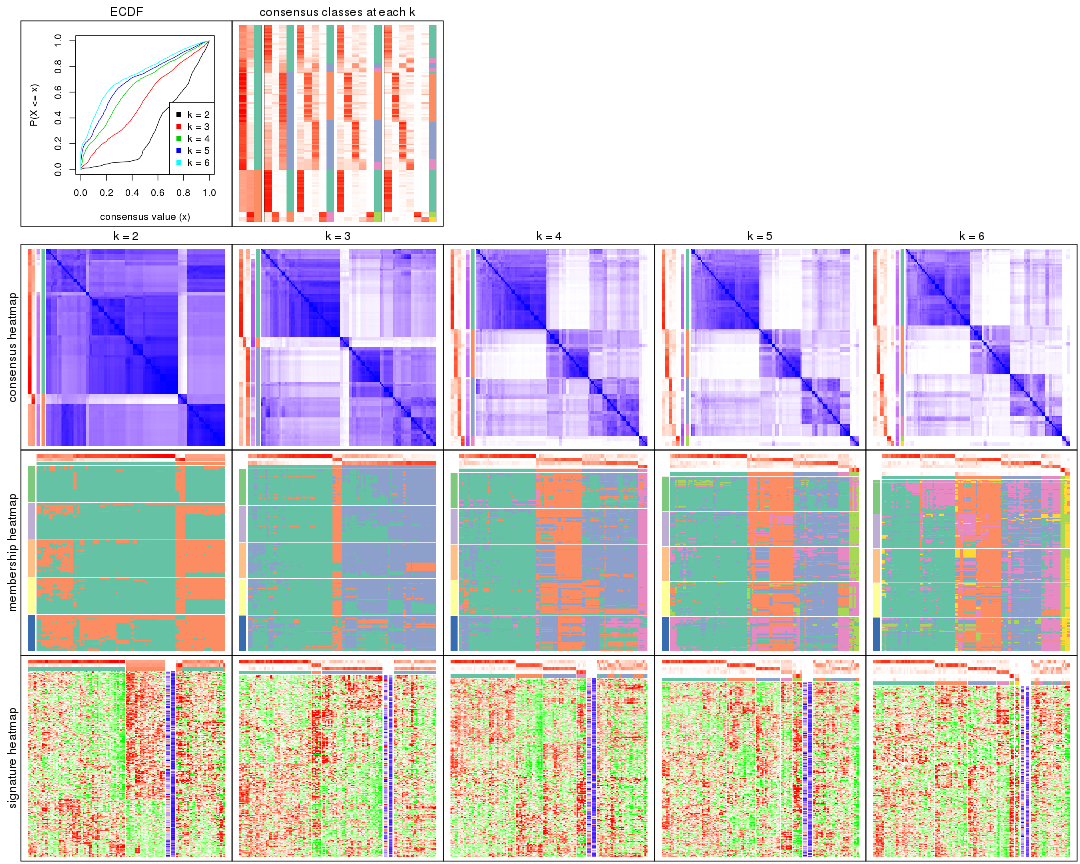 ECDF
consensus classes at each k
P(X <= x)
0.0 0.2 0.4 0.6 0.8 1.0
k = 2
k = 3
k = 4
k = 5
k = 6
0.0 0.2 0.4 0.6 0.8 1.0
consensus value (x)
k = 2
k = 3
k = 4
k = 5
k = 6
consensus heatmap
membership heatmap
signature heatmap